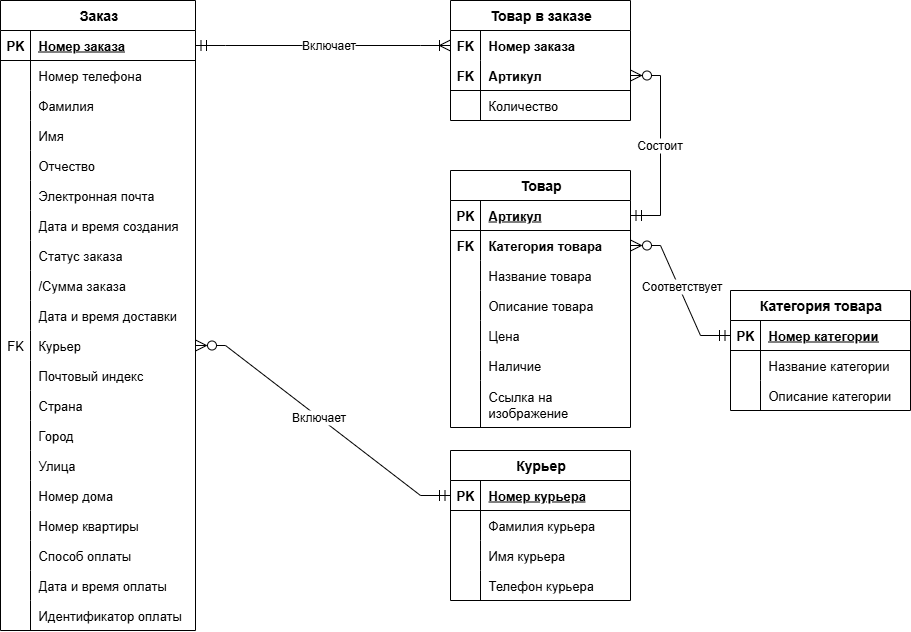 Заказ
PK Номер заказа
Номер телефона
Фамилия
Имя
Отчество
Электронная почта
Дата и время создания
Статус заказа
/Сумма заказа
Дата и время доставки
FK Курьер
Почтовый индекс
Страна
Город
Улица
Номер дома
Номер квартиры
Способ оплаты
Дата и время оплаты
Идентификатор оплаты
Включает
Товар в заказе
FK Номер заказа
FK Артикул
Количество
Состоит
Товар
PK Артикул
FK Категория товара
Название товара
Описание товара
Цена
Наличие
Ссылка на
изображение
Соответствует
Категория товара
PK Номер категории
Название категории
Описание категории
Включает
Курьер
PK Номер курьера
Фамилия курьера
Имя курьера
Телефон курьера